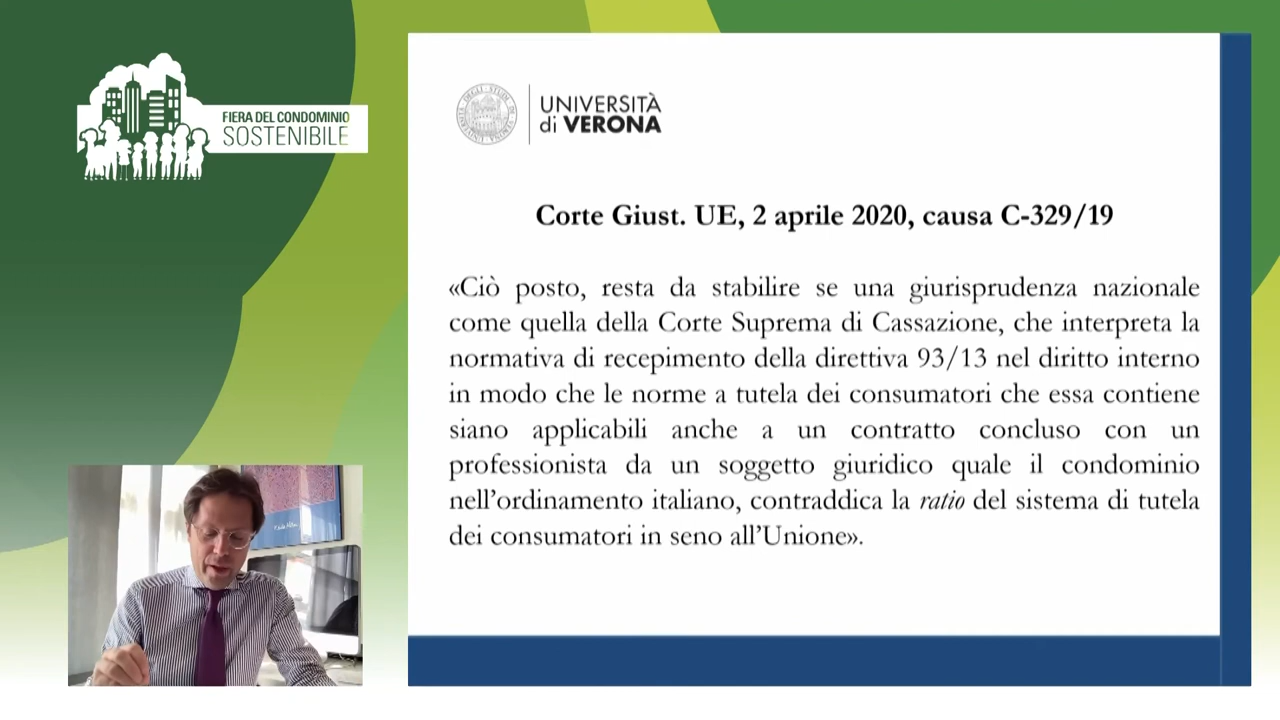 FIERA DEL CONDOMINIO
SOSTENIBILE
UNIVERSITÀ
di VERONA
Corte Giust. UE, 2 aprile 2020, causa C-329/19
«Ciò posto, resta da stabilire se una giurisprudenza nazionale
come quella della Corte Suprema di Cassazione, che interpreta la
normativa di recepimento della direttiva 93/13 nel diritto interno
in modo che le norme a tutela dei consumatori che essa contiene
siano applicabili anche a un contratto concluso con un
professionista da un soggetto giuridico quale il condominio
nell’ordinamento italiano, contraddica la ratio del sistema di tutela
dei consumatori in seno all’Unione».